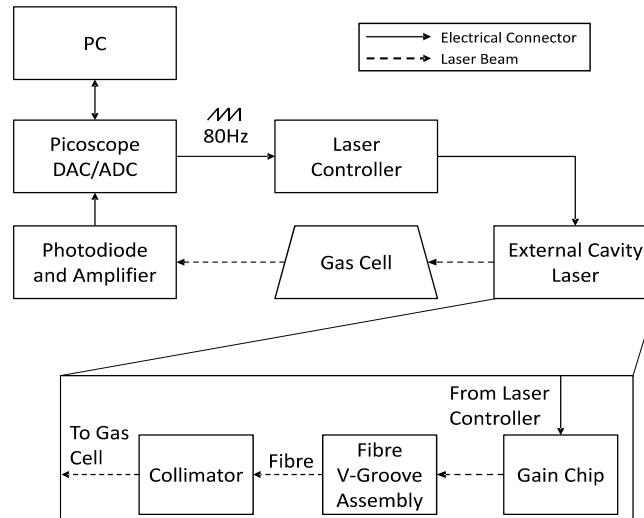 PC
Electrical Connector
Laser Beam
Picoscope
DAC/ADC
80Hz
Laser
Controller
Photodiode
and Amplifier
Gas Cell
External Cavity
Laser
From Laser
Controller
To Gas
Cell
Collimator
Fibre
Fibre
V-Groove
Assembly
Gain Chip